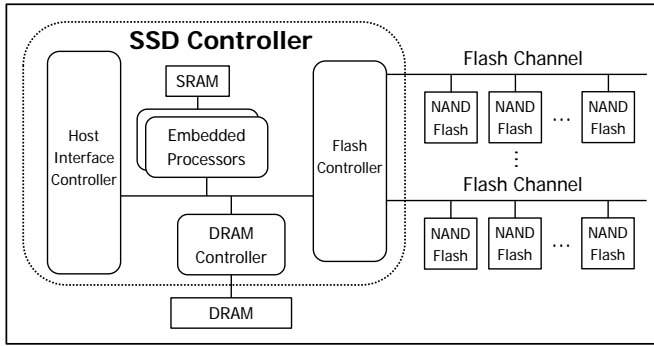 SSD Controller
SRAM
Embedded
Processors
Host
Interface
Controller
Flash
Controller
DRAM
Controller
DRAM
Flash Channel
NAND
Flash
NAND
Flash
...
NAND
Flash
...
Flash Channel
NAND
Flash
NAND
Flash
...
NAND
Flash